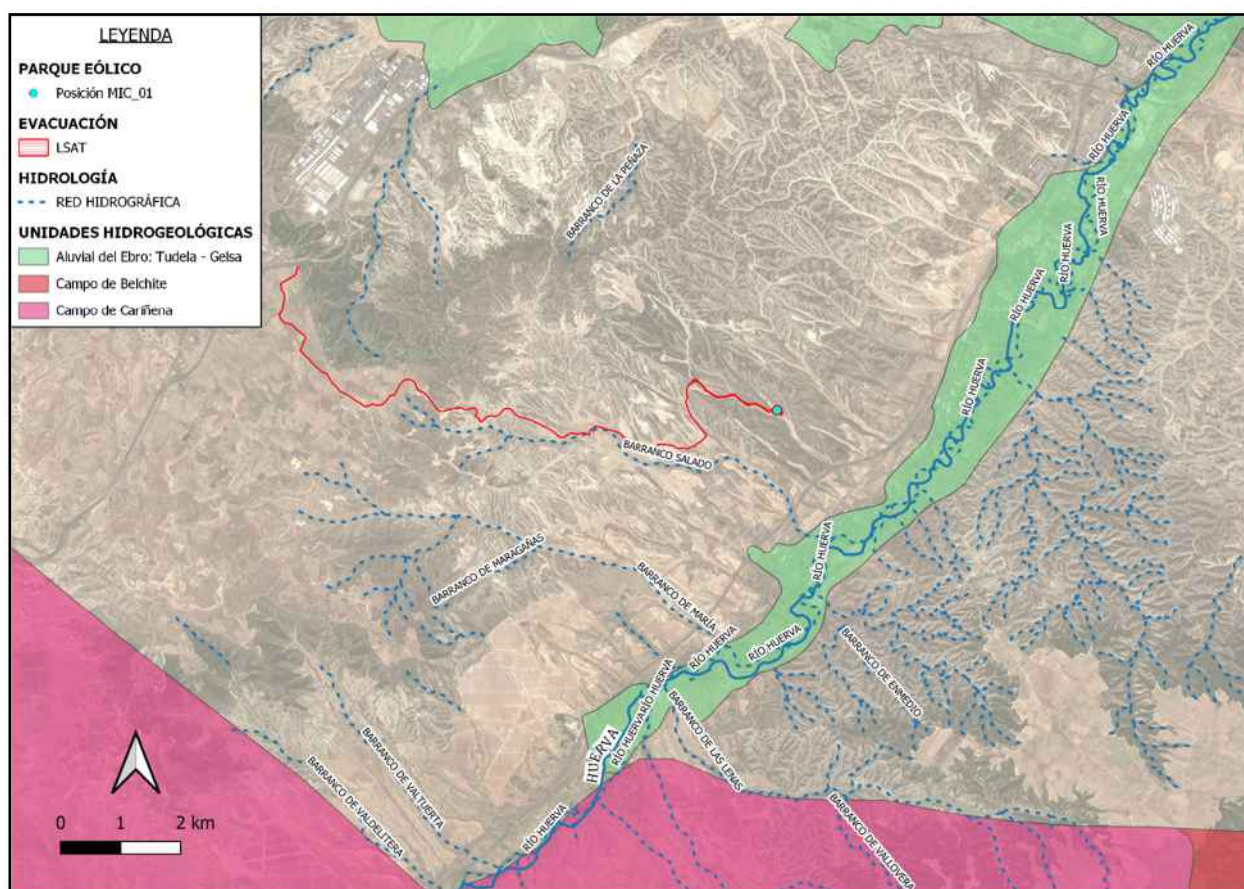 LEYENDA
PARQUE EÓLICO
Posición MIC_01
EVACUACIÓN
LSAT
HIDROLOGÍA
RED HIDROGRÁFICA
UNIDADES HIDROGEOLÓGICAS
Aluvial del Ebro: Tudela - Gelsa
Campo de Belchite
Campo de Cariñena
RÍO HUERVA
RÍO HUERVA
BARRANCO DE LA PEÑAZA
RÍO HUERVA
RÍO HUERVA
RÍO HUERVA
RÍO HUERVA
BARRANCO SALADO
RÍO HUERVA
BARRANCO DE MARAGAÑAS
BARRANCO DE MARÍA
RÍO HUERVA
RÍO HUERVA
BARRANCO DE ENMEDIO
RÍO HUERVA
RÍO HUERVA
HUERVA
BARRANCO DE LAS LENAS
BARRANCO DE VALTUERTA
BARRANCO DE VALDELITERA
RÍO HUERVA
BARRANCO DE VALLOVERA
0 1 2 km